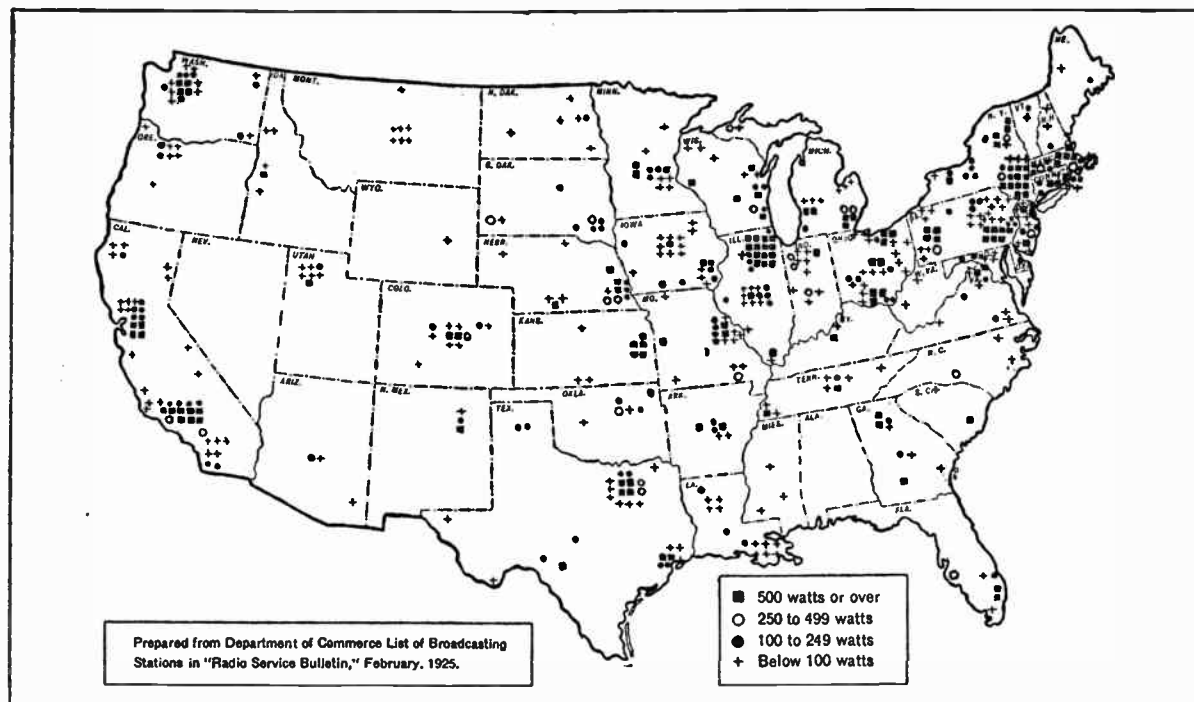 WASH.
IDA.
MONT.
N. DAK.
MINN.
ME.
ORE.
S. DAK.
WIS.
MICH.
N. Y.
VT.
N. H.
WYO.
CAL.
NEV.
UTAH
COLO.
NEBR.
IOWA
ILL.
IND.
OHIO
PA.
W. VA.
KANS.
MO.
KY.
ARIZ.
N. MEX.
TEX.
OKLA.
ARK.
TENN.
N. C.
S. C.
MISS.
ALA.
GA.
LA.
FLA.
500 watts or over
250 to 499 watts
100 to 249 watts
Below 100 watts
Prepared from Department of Commerce List of Broadcasting
Stations in "Radio Service Bulletin," February. 1925.